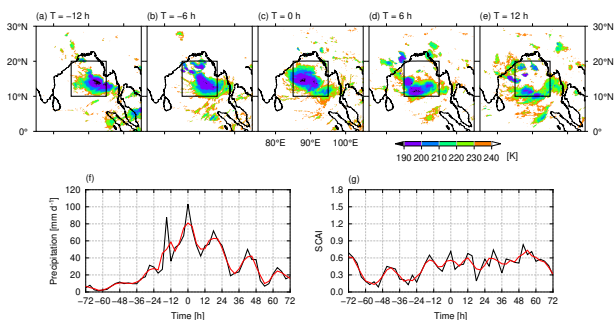 (a) T = −12 h (b) T = −6 h (c) T = 0 h (d) T = 6 h (e) T = 12 h
30°N 30°N
20°N 20°N
10°N 10°N
0° 0°
80°E 100°E
190 200 210 220 230 240 [K]
(f) (g)
Precipitation [mm d⁻¹]
120
100
80
60
40
20
0
−72 −60 −48 −36 −24 −12 0 12 24 36 48 60 72
Time [h]
SCAI
1.8
1.5
1.2
0.9
0.6
0.3
0
−72 −60 −48 −36 −24 −12 0 12 24 36 48 60 72
Time [h]